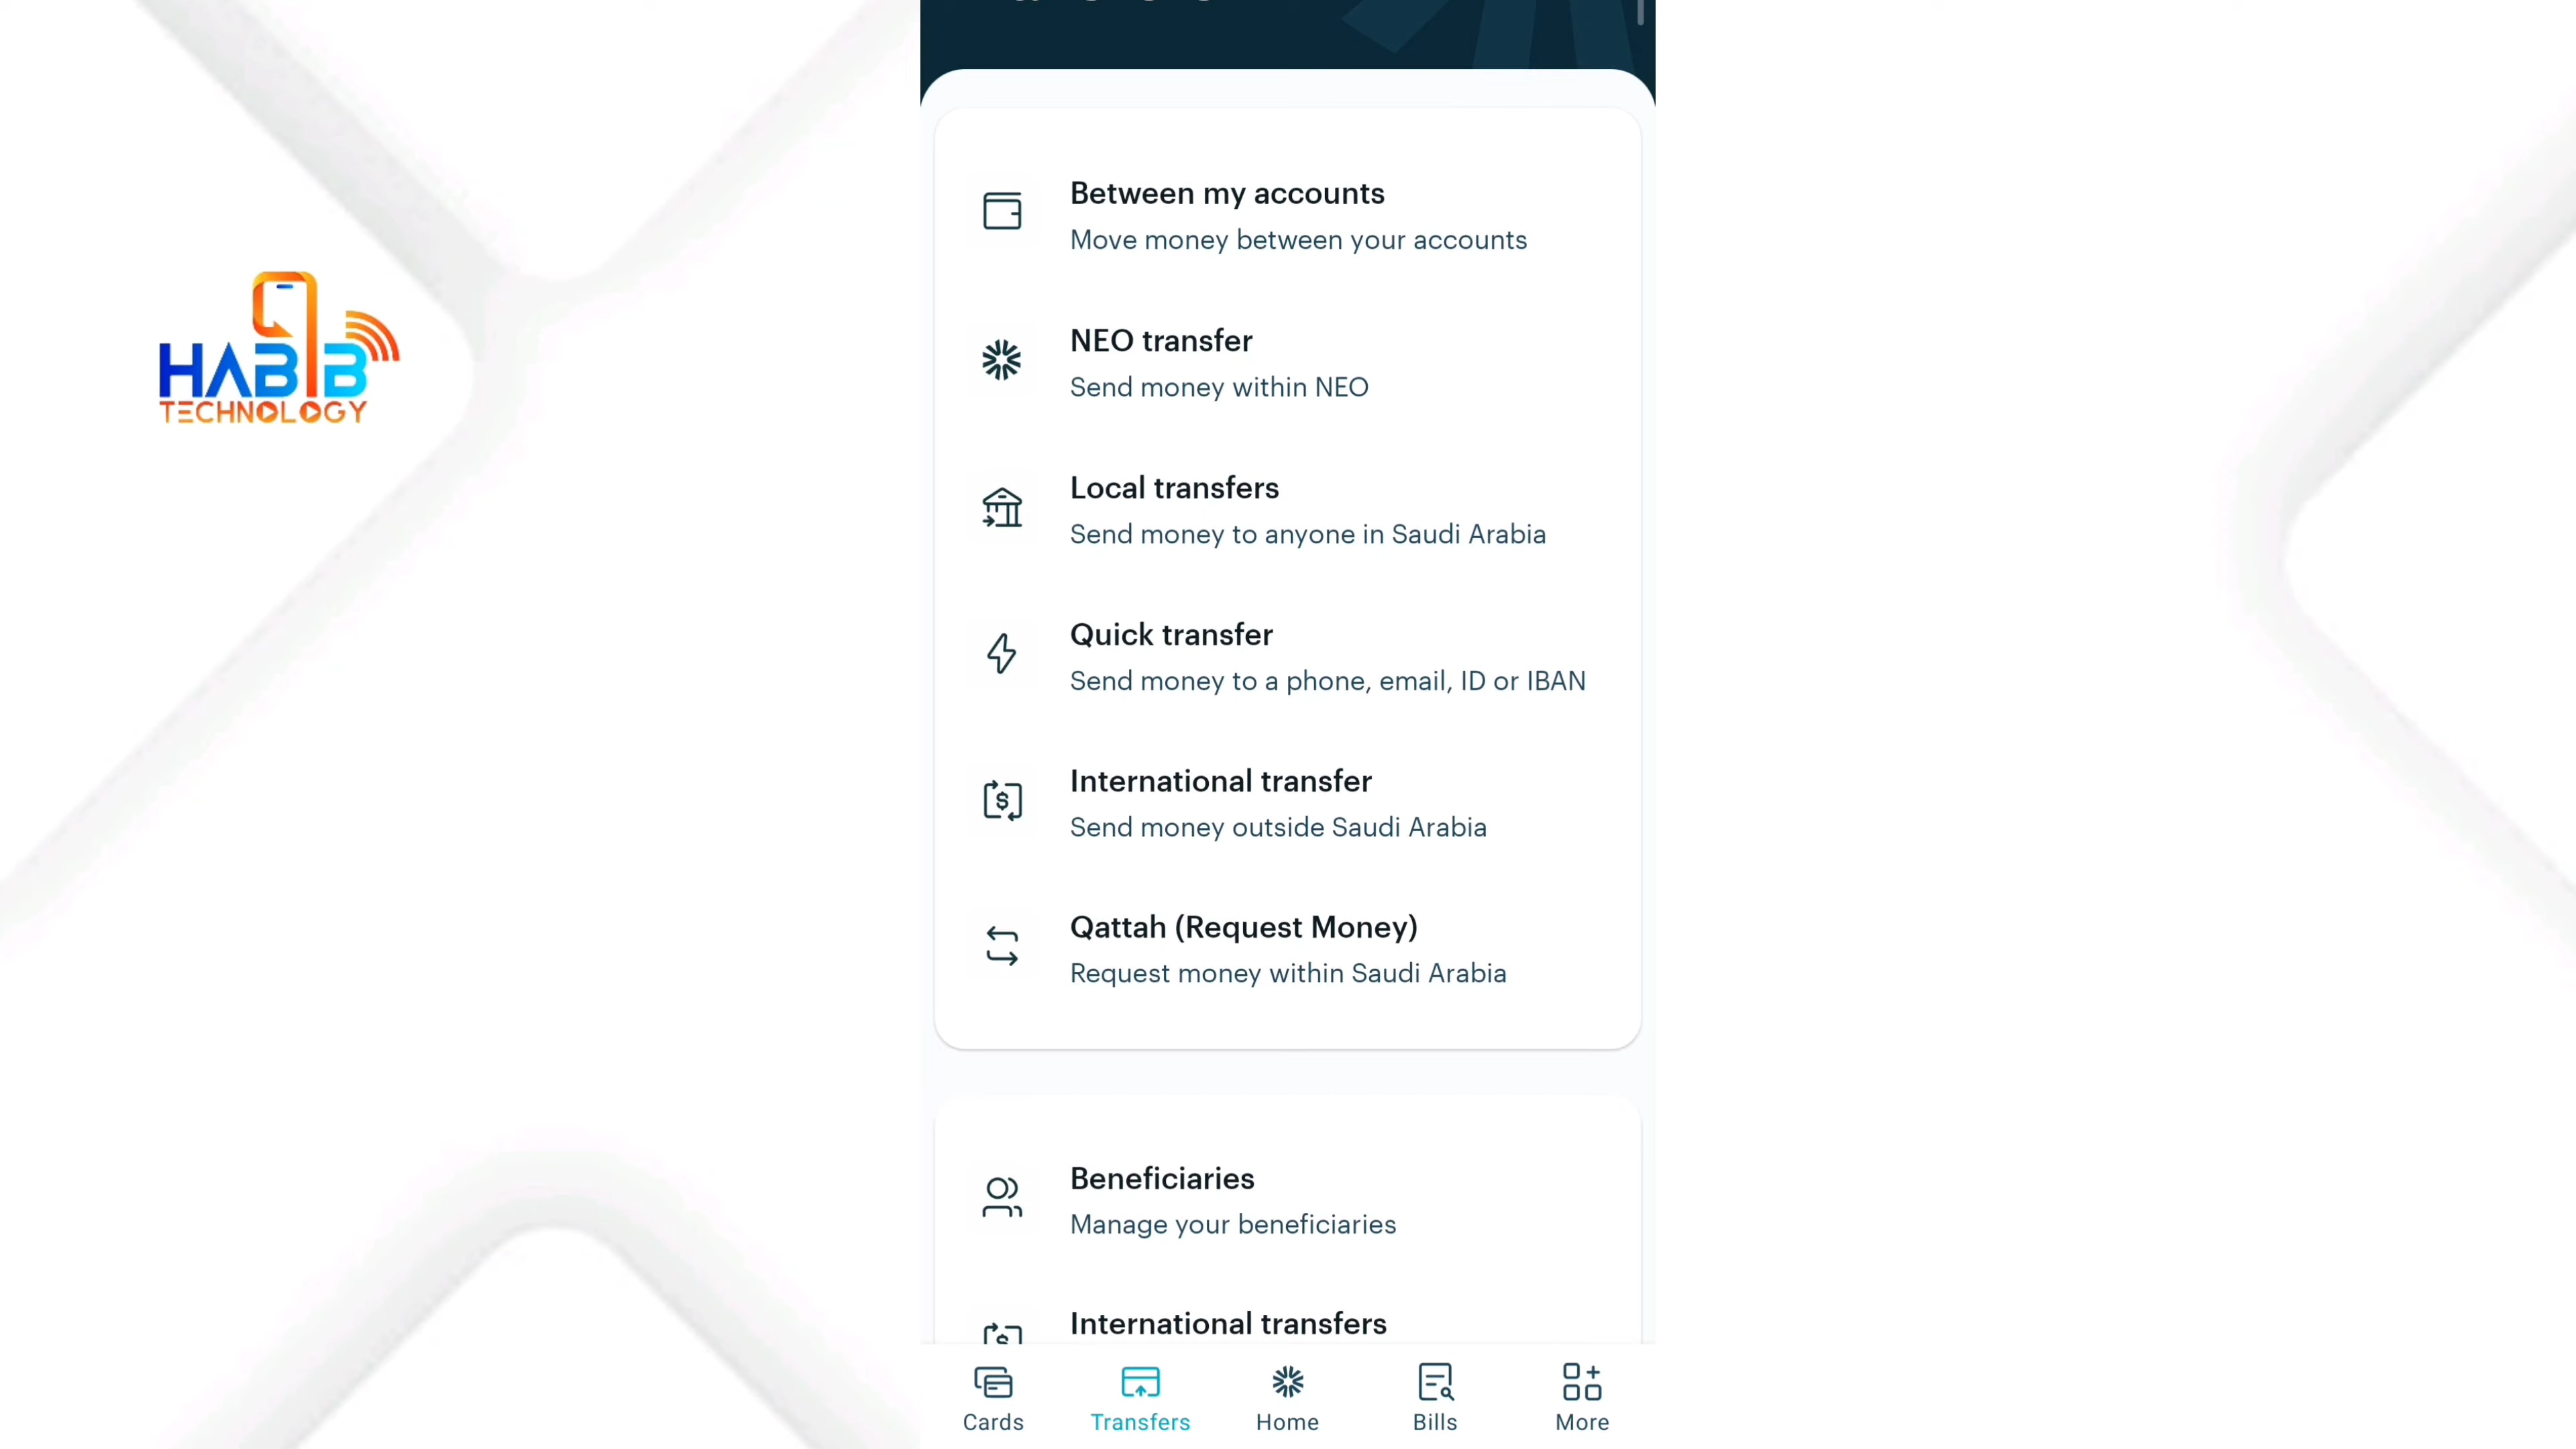 HABIB
TECHNOLOGY
Between my accounts
Move money between your accounts
NEO transfer
Send money within NEO
Local transfers
Send money to anyone in Saudi Arabia
Quick transfer
Send money to a phone, email, ID or IBAN
International transfer
Send money outside Saudi Arabia
Qattah (Request Money)
Request money within Saudi Arabia
Beneficiaries
Manage your beneficiaries
International transfers
Cards
Transfers
Home
Bills
More